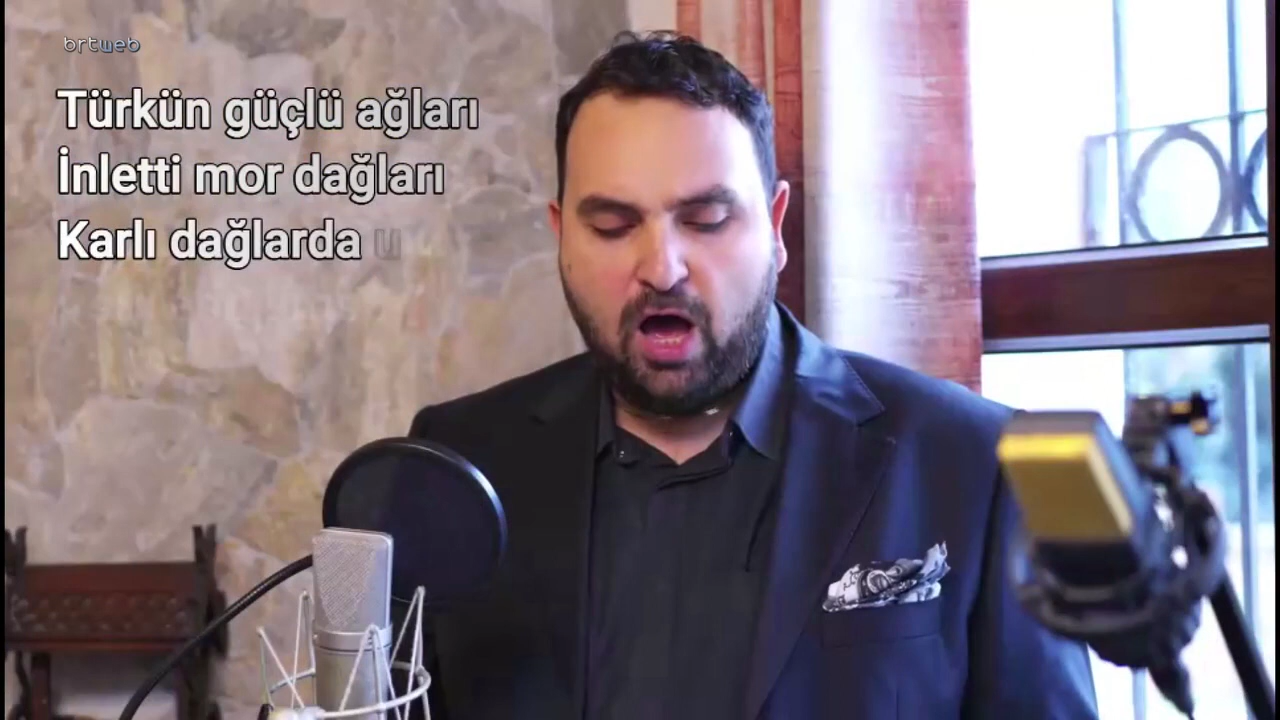 brtweb
Türkün güçlü ağları
İnletti mor dağları
Karlı dağlarda u